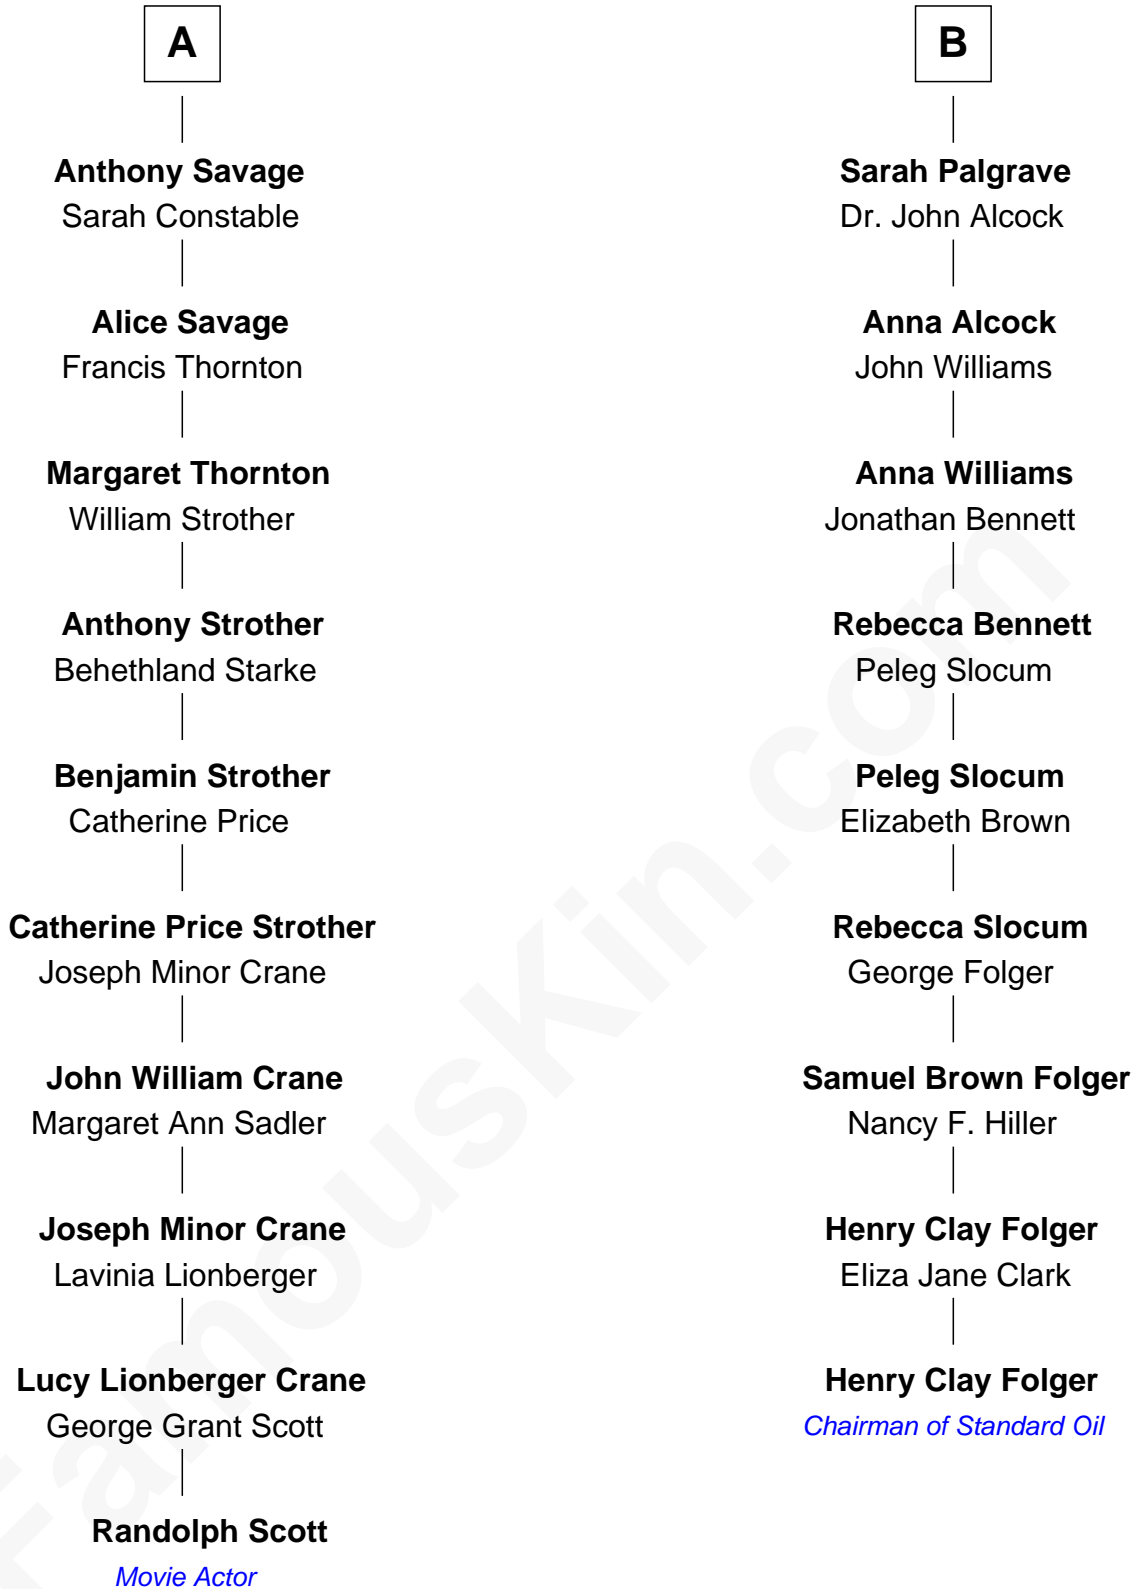 A
Anthony Savage
Sarah Constable
Alice Savage
Francis Thornton
Margaret Thornton
William Strother
Anthony Strother
Behethland Starke
Benjamin Strother
Catherine Price
Catherine Price Strother
Joseph Minor Crane
John William Crane
Margaret Ann Sadler
Joseph Minor Crane
Lavinia Lionberger
Lucy Lionberger Crane
George Grant Scott
Randolph Scott
Movie Actor
B
Sarah Palgrave
Dr. John Alcock
Anna Alcock
John Williams
Anna Williams
Jonathan Bennett
Rebecca Bennett
Peleg Slocum
Peleg Slocum
Elizabeth Brown
Rebecca Slocum
George Folger
Samuel Brown Folger
Nancy F. Hiller
Henry Clay Folger
Eliza Jane Clark
Henry Clay Folger
Chairman of Standard Oil
FamousKin.com